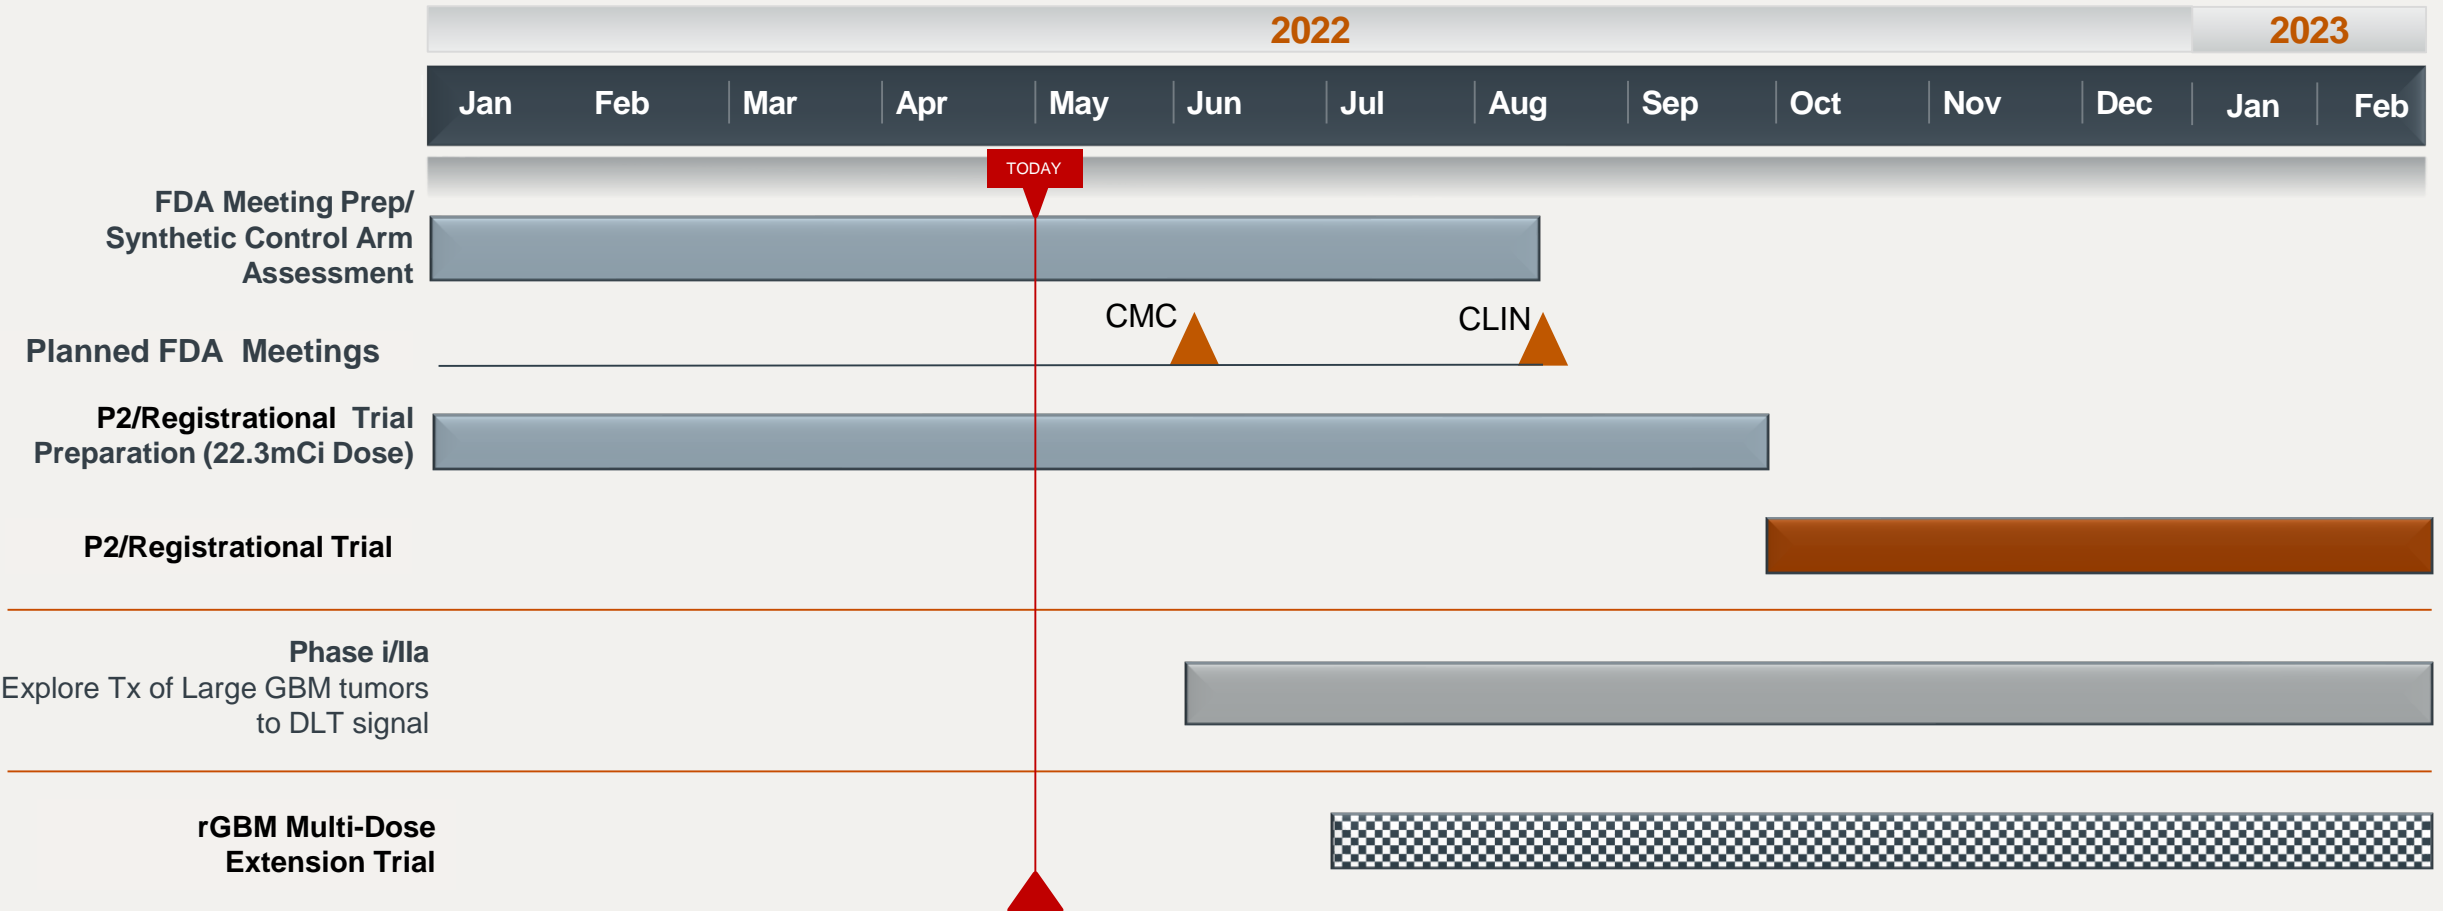 2022
2023
Jan Feb Mar Apr May Jun Jul Aug Sep Oct Nov Dec Jan Feb
TODAY
FDA Meeting Prep/
Synthetic Control Arm
Assessment
CMC
CLIN
Planned FDA Meetings
P2/Registrational Trial
Preparation (22.3mCi Dose)
P2/Registrational Trial
Phase i/IIa
Explore Tx of Large GBM tumors
to DLT signal
rGBM Multi-Dose
Extension Trial